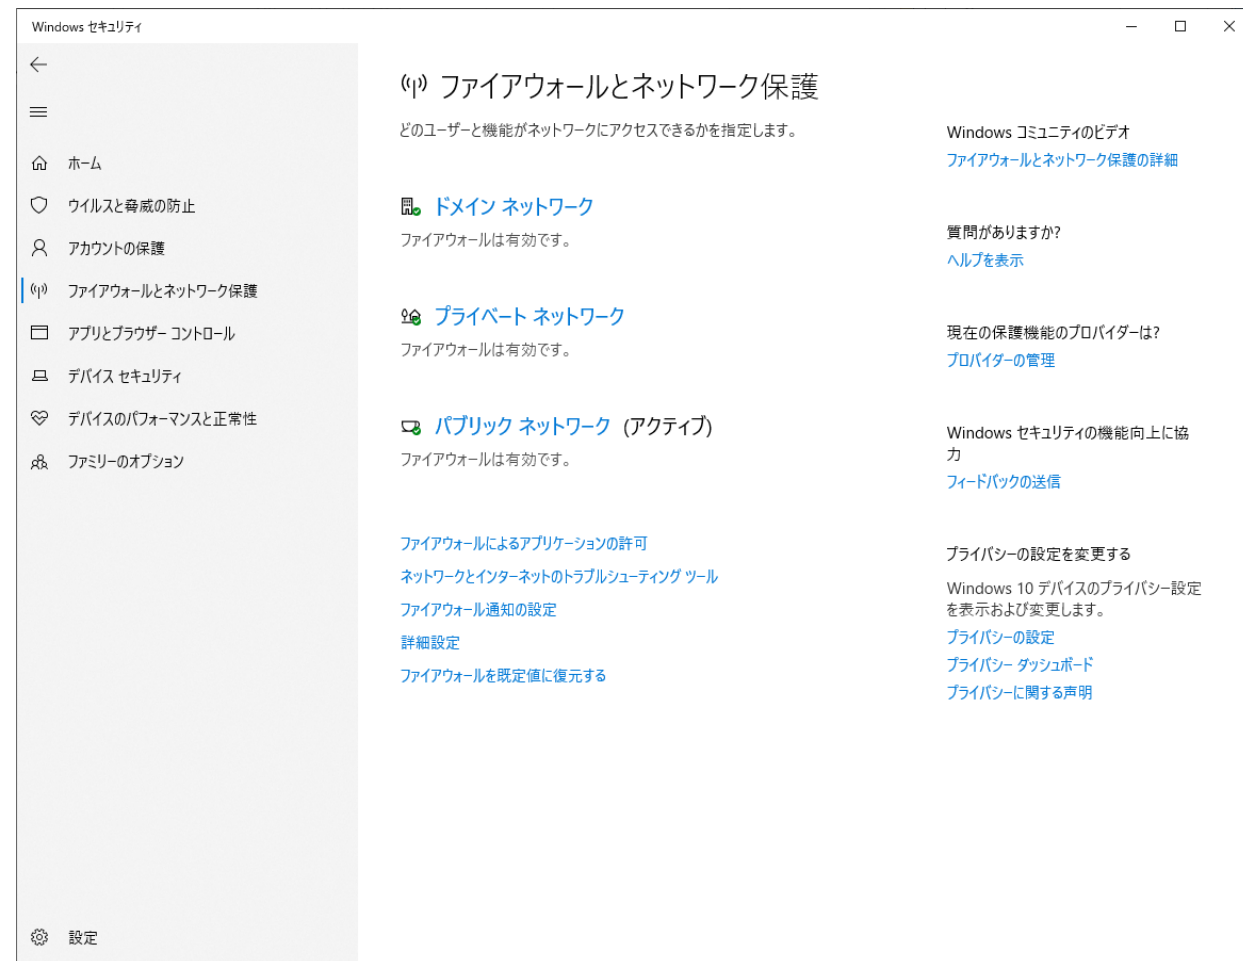 Windows セキュリティ
ホーム
ウイルスと脅威の防止
アカウントの保護
ファイアウォールとネットワーク保護
アプリとブラウザー コントロール
デバイス セキュリティ
デバイスのパフォーマンスと正常性
ファミリーのオプション
設定
ファイアウォールとネットワーク保護
どのユーザーと機能がネットワークにアクセスできるかを指定します。
ドメイン ネットワーク
ファイアウォールは有効です。
プライベート ネットワーク
ファイアウォールは有効です。
パブリック ネットワーク (アクティブ)
ファイアウォールは有効です。
ファイアウォールによるアプリケーションの許可
ネットワークとインターネットのトラブルシューティング ツール
ファイアウォール通知の設定
詳細設定
ファイアウォールを既定値に復元する
Windows コミュニティのビデオ
ファイアウォールとネットワーク保護の詳細
質問がありますか?
ヘルプを表示
現在の保護機能のプロバイダーは?
プロバイダーの管理
Windows セキュリティの機能向上に協
力
フィードバックの送信
プライバシーの設定を変更する
Windows 10 デバイスのプライバシー設定
を表示および変更します。
プライバシーの設定
プライバシー ダッシュボード
プライバシーに関する声明